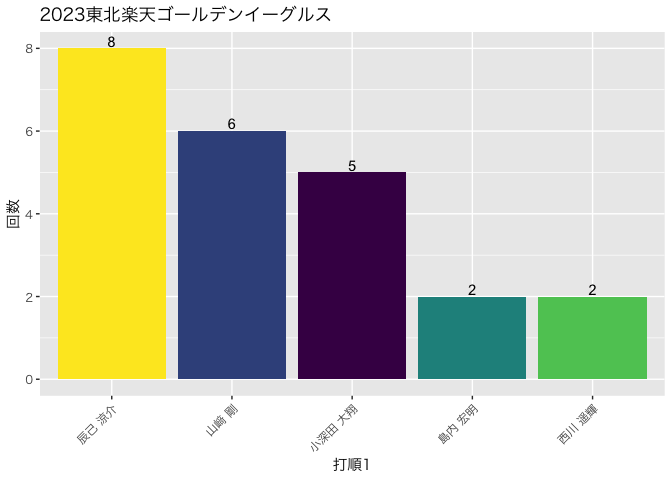 2023東北楽天ゴールデンイーグルス
回数
8
6
4
2
0
8
6
5
2
2
辰己 涼介
山﨑 剛
小深田 大翔
島内 宏明
西川 遥輝
打順1